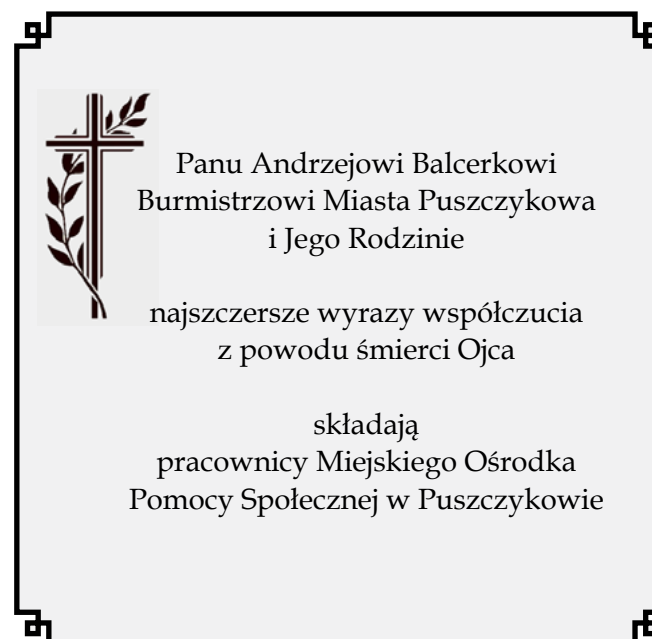 Panu Andrzejowi Balcerkowi
Burmistrzowi Miasta Puszczykowa
i Jego Rodzinie
najszczersze wyrazy współczucia
z powodu śmierci Ojca
składają
pracownicy Miejskiego Ośrodka
Pomocy Społecznej w Puszczykowie